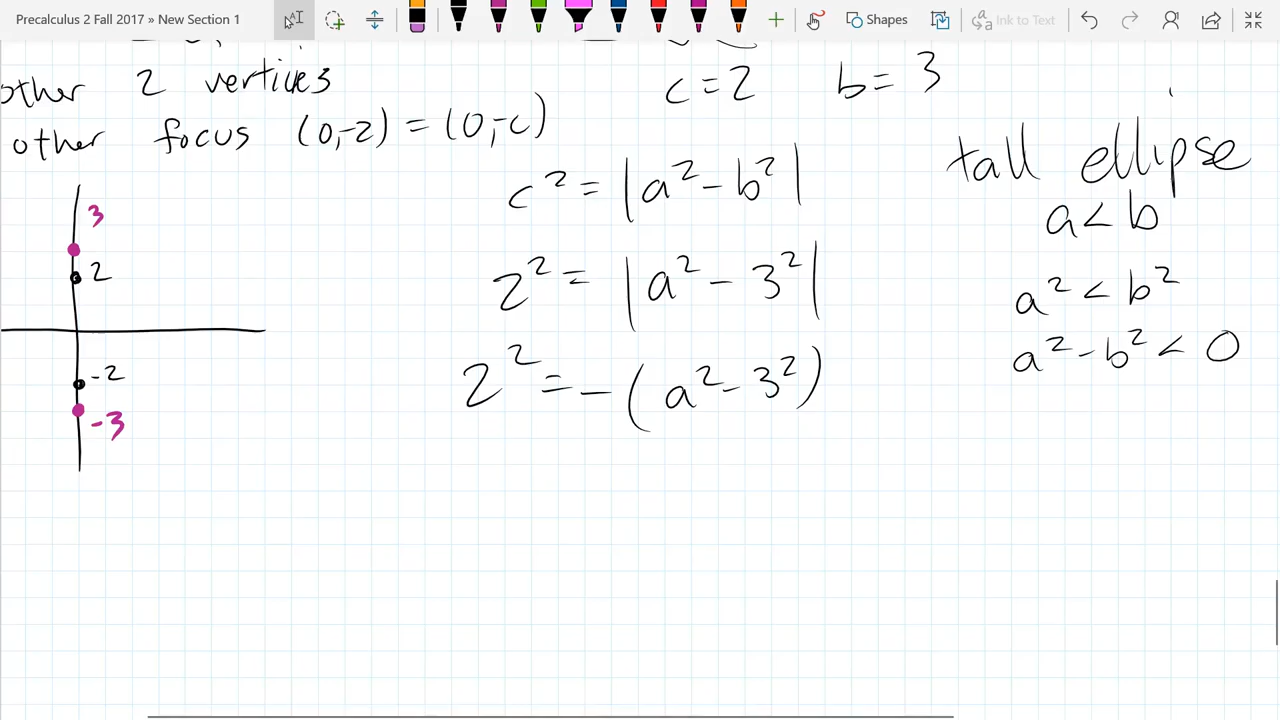 Precalculus 2 Fall 2017 » New Section 1
Shapes
Ink to Text
other 2 vertices
other focus (0,-2) = (0,-c)
3
2
-2
-3
c = 2 b = 3
c² = |a² - b²|
2² = |a² - 3²|
2² = -(a² - 3²)
tall ellipse
a < b
a² < b²
a² - b² < 0